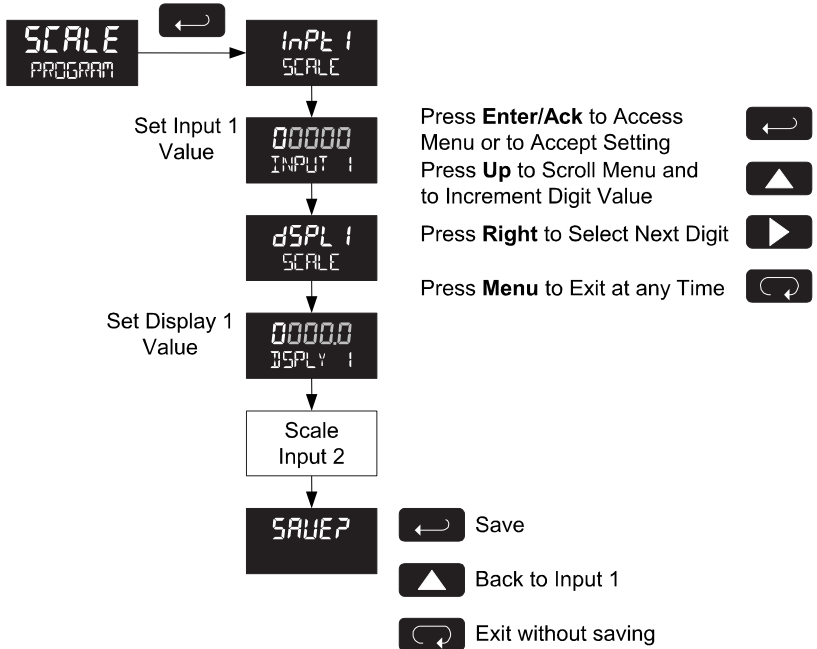 SCALE
PROGRAM
InPt 1
SCALE
Set Input 1
Value
00000
INPUT 1
dSPL 1
SCALE
Set Display 1
Value
0000.0
DSPLY 1
Scale
Input 2
SAVE?
Press Enter/Ack to Access
Menu or to Accept Setting
Press Up to Scroll Menu and
to Increment Digit Value
Press Right to Select Next Digit
Press Menu to Exit at any Time
Save
Back to Input 1
Exit without saving